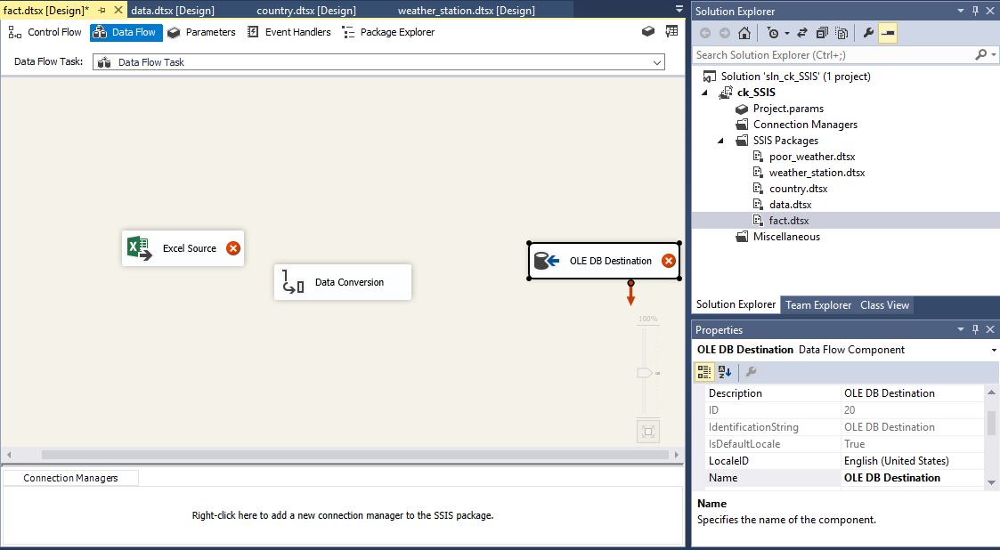 fact.dtsx [Design]* data.dtsx [Design] country.dtsx [Design] weather_station.dtsx [Design]
Control Flow Data Flow Parameters Event Handlers Package Explorer
Data Flow Task: Data Flow Task
Excel Source
Data Conversion
OLE DB Destination
100%
Connection Managers
Right-click here to add a new connection manager to the SSIS package.
Solution Explorer
Search Solution Explorer (Ctrl+;)
Solution 'sln_ck_SSIS' (1 project)
ck_SSIS
Project.params
Connection Managers
SSIS Packages
poor_weather.dtsx
weather_station.dtsx
country.dtsx
data.dtsx
fact.dtsx
Miscellaneous
Solution Explorer Team Explorer Class View
Properties
OLE DB Destination Data Flow Component
Description OLE DB Destination
ID 20
IdentificationString OLE DB Destination
IsDefaultLocale True
LocaleID English (United States)
Name OLE DB Destination
Name
Specifies the name of the component.